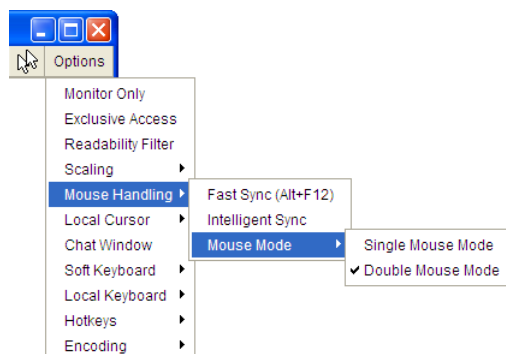 Options
Monitor Only
Exclusive Access
Readability Filter
Scaling
Mouse Handling
Fast Sync (Alt+F12)
Local Cursor
Intelligent Sync
Chat Window
Mouse Mode
Single Mouse Mode
Soft Keyboard
Double Mouse Mode
Local Keyboard
Hotkeys
Encoding